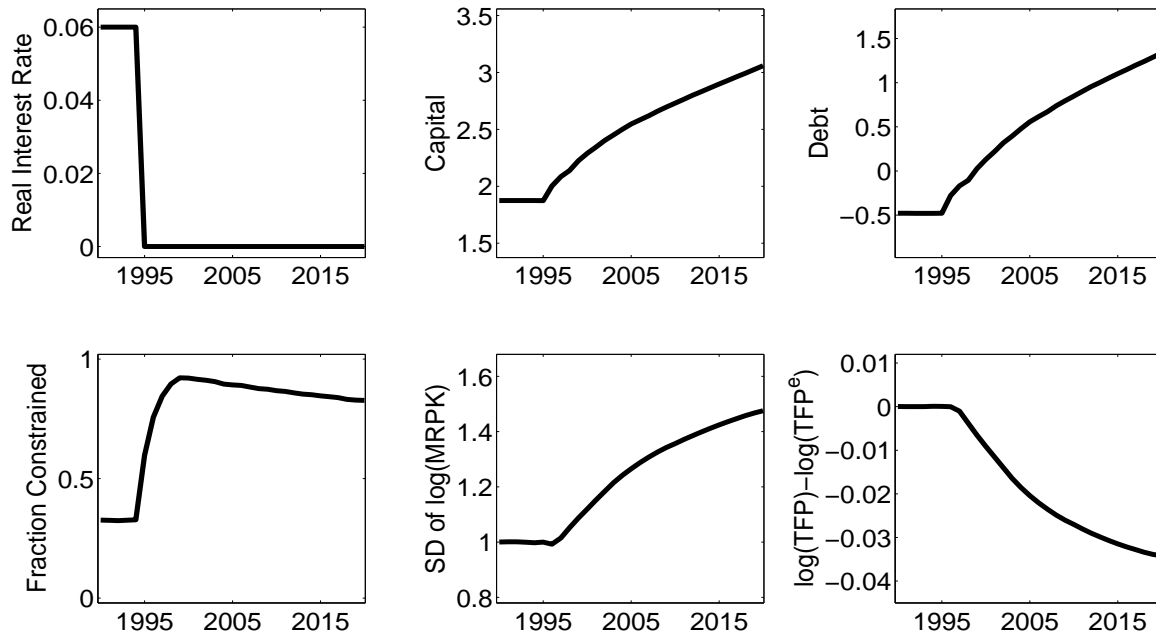 Real Interest Rate
0.06
0.04
0.02
0
1995 2005 2015
Capital
3.5
3
2.5
2
1.5
1995 2005 2015
Debt
1.5
1
0.5
0
−0.5
1995 2005 2015
Fraction Constrained
1
0.5
0
1995 2005 2015
SD of log(MRPK)
1.6
1.4
1.2
1
0.8
1995 2005 2015
log(TFP)−log(TFPᵉ)
0.01
0
−0.01
−0.02
−0.03
−0.04
1995 2005 2015